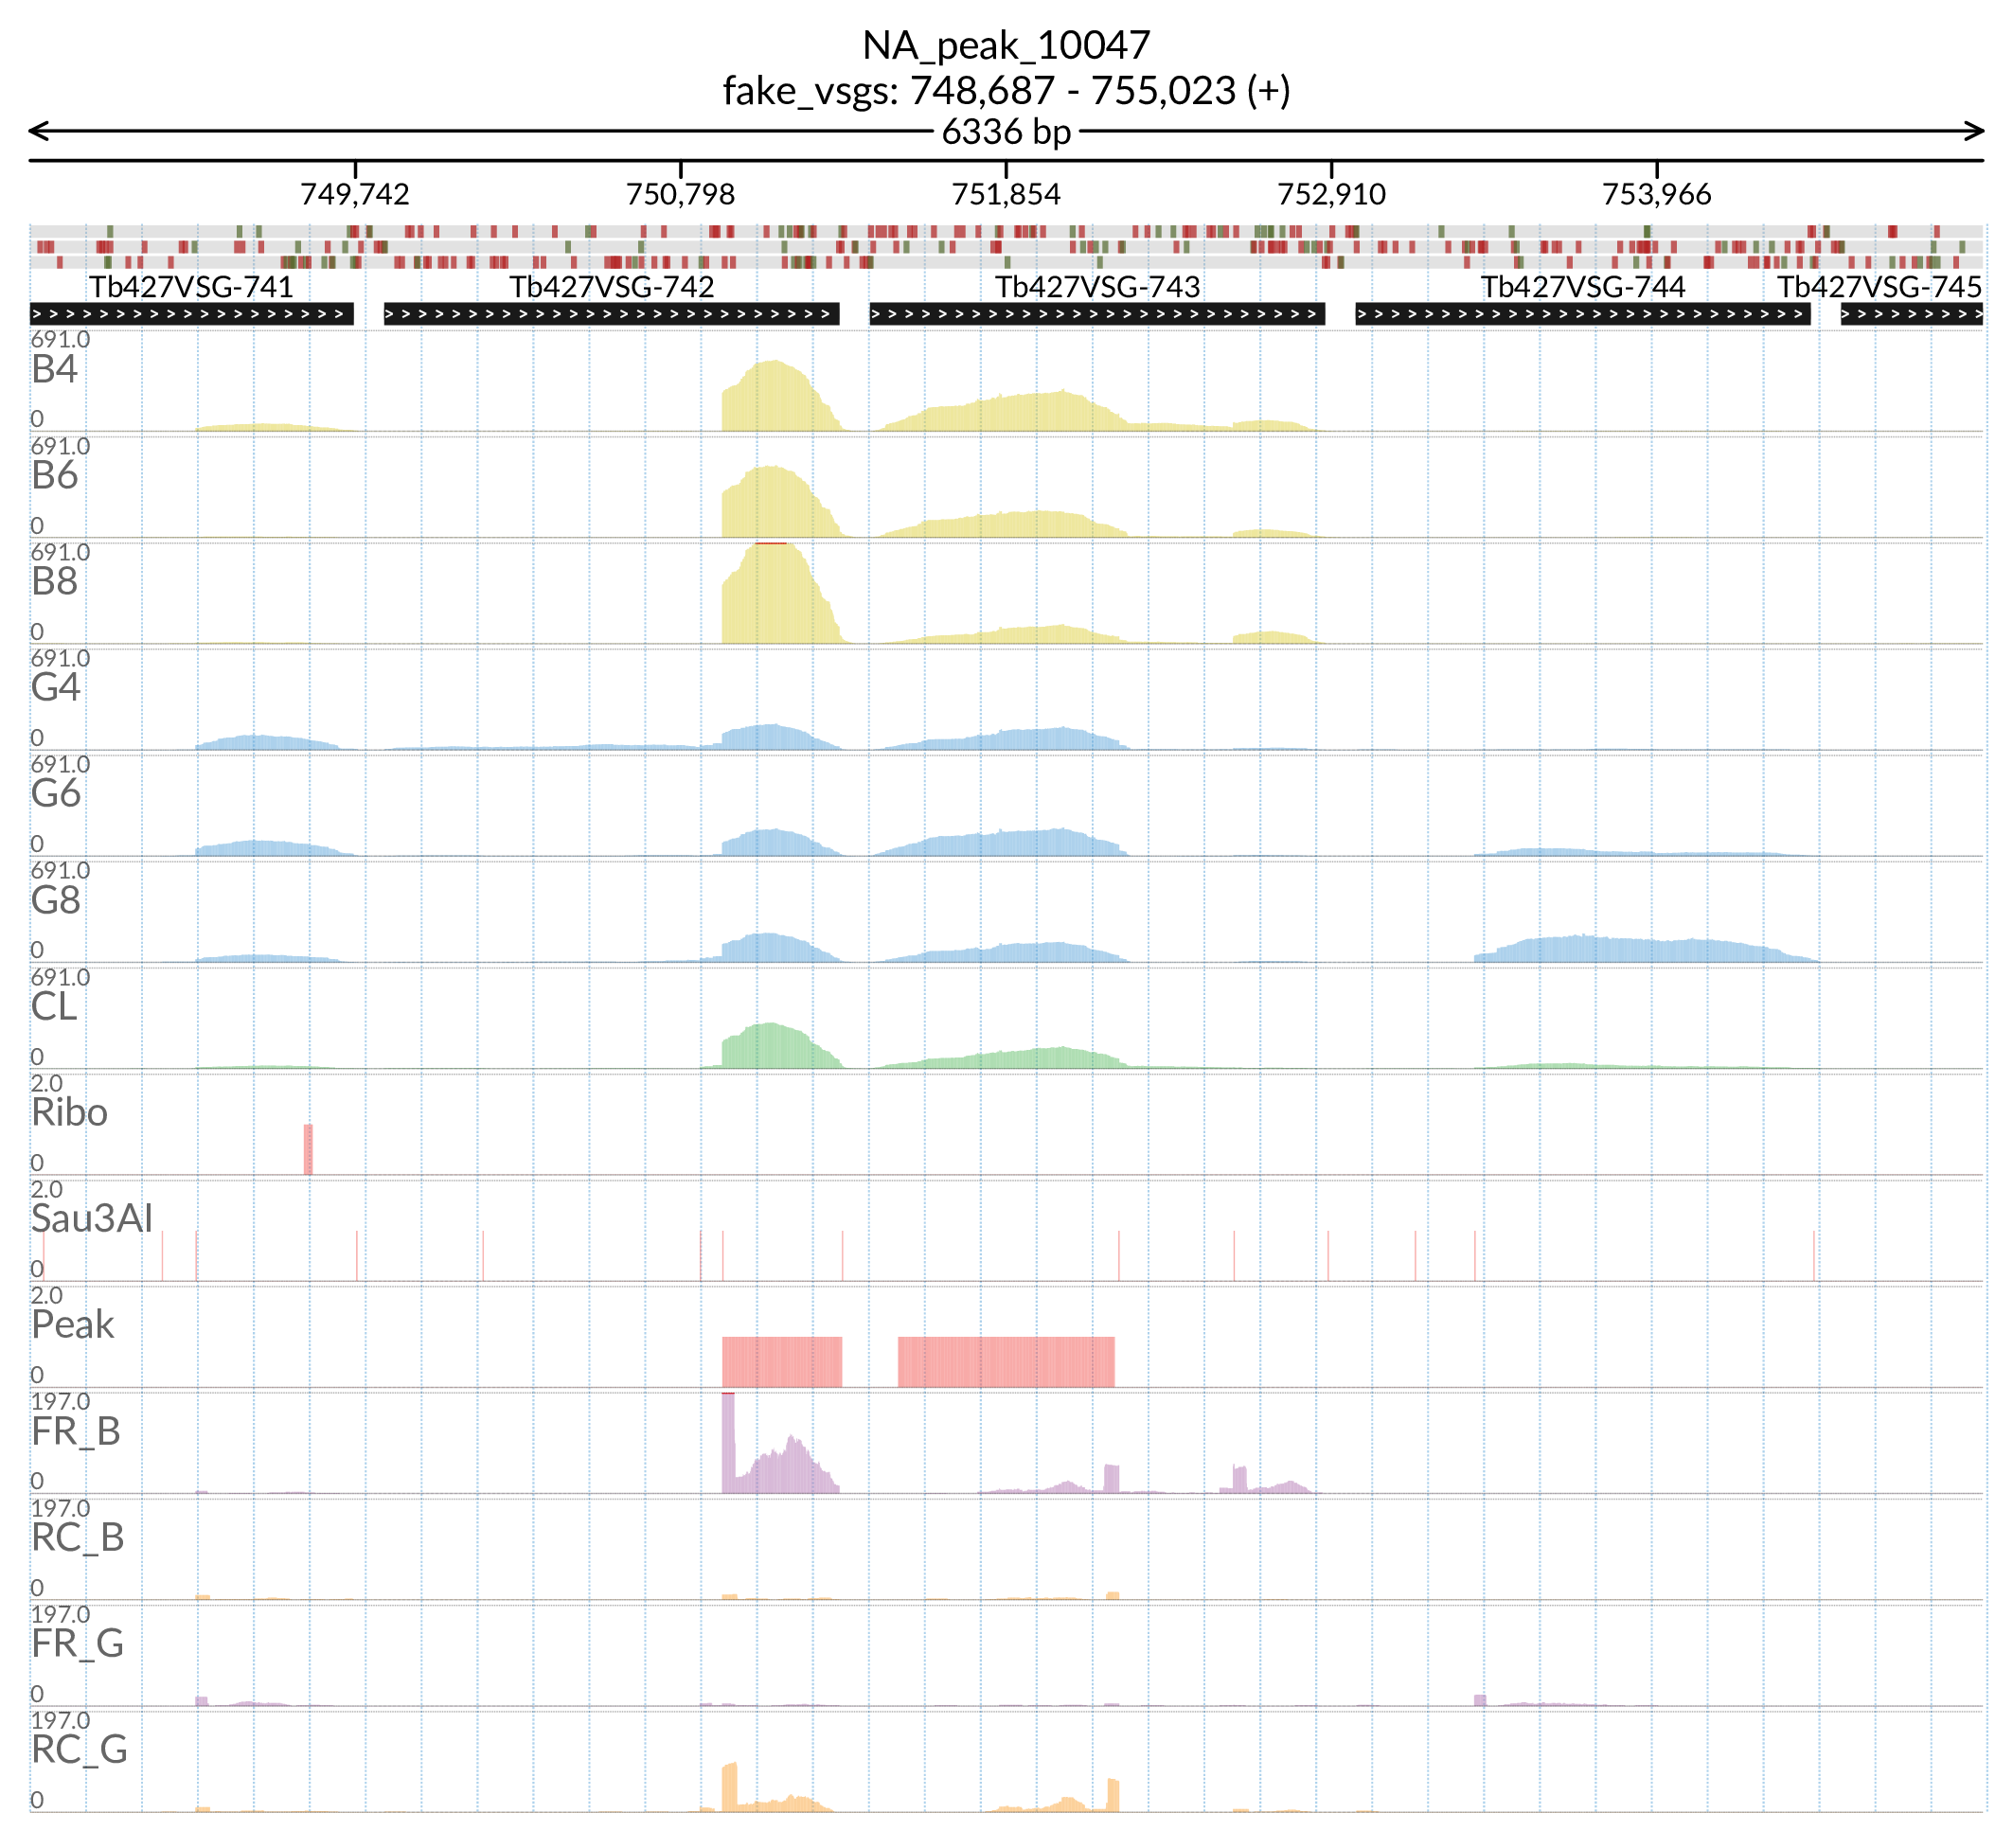 NA_peak_10047
fake_vsgs: 748,687 - 755,023 (+)
6336 bp
749,742 750,798 751,854 752,910 753,966
Tb427VSG-741 Tb427VSG-742 Tb427VSG-743 Tb427VSG-744 Tb427VSG-745
691.0
B4
0
691.0
B6
0
691.0
B8
0
691.0
G4
0
691.0
G6
0
691.0
G8
0
691.0
CL
0
2.0
Ribo
0
2.0
Sau3AI
0
2.0
Peak
0
197.0
FR_B
0
197.0
RC_B
0
197.0
FR_G
0
197.0
RC_G
0